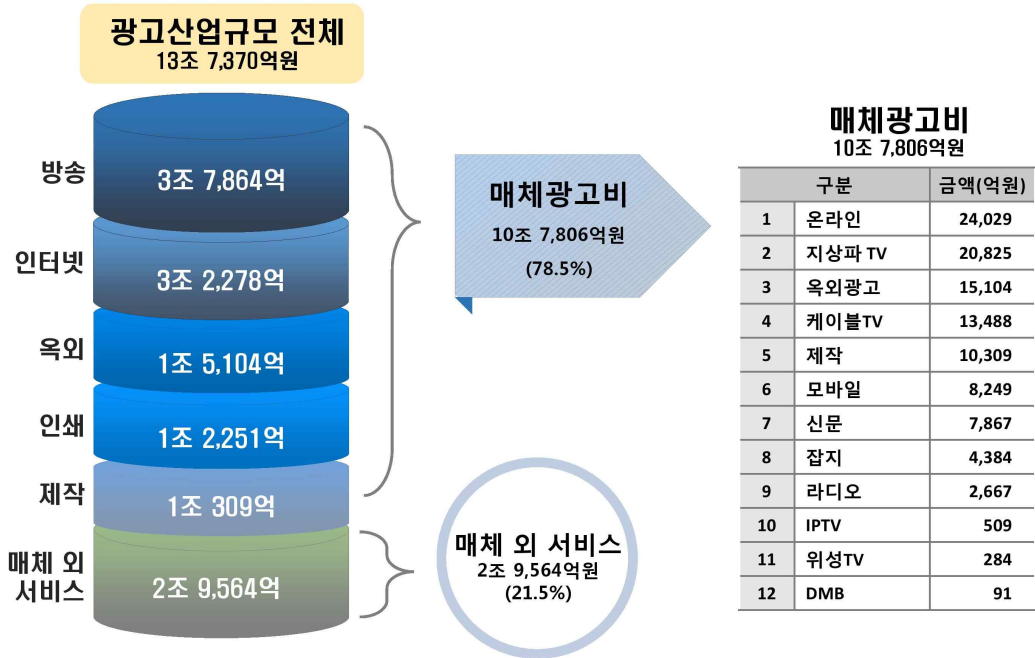 광고산업규모 전체
13조 7,370억원
방송
3조 7,864억
인터넷
3조 2,278억
옥외
1조 5,104억
인쇄
1조 2,251억
제작
1조 309억
매체 외
서비스
2조 9,564억
매체광고비
10조 7,806억원
(78.5%)
매체 외 서비스
2조 9,564억원
(21.5%)
매체광고비
10조 7,806억원
구분 금액(억원)
1 온라인 24,029
2 지상파 TV 20,825
3 옥외광고 15,104
4 케이블TV 13,488
5 제작 10,309
6 모바일 8,249
7 신문 7,867
8 잡지 4,384
9 라디오 2,667
10 IPTV 509
11 위성TV 284
12 DMB 91